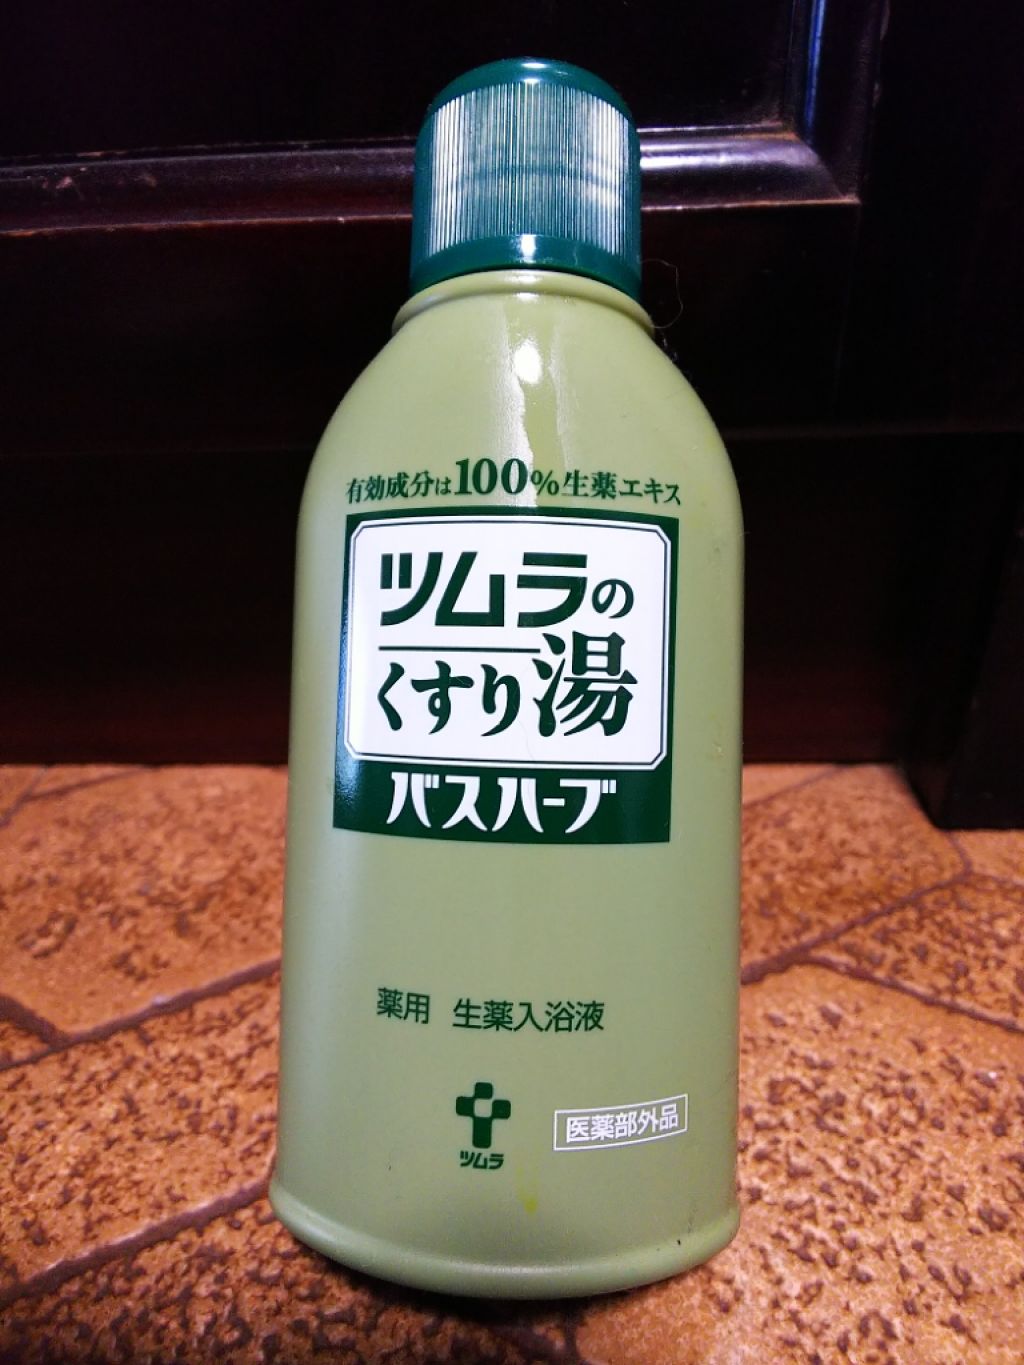 有効成分は100%生薬エキス
ツムラの
くすり湯
バスハーブ
薬用 生薬入浴液
ツムラ
医薬部外品